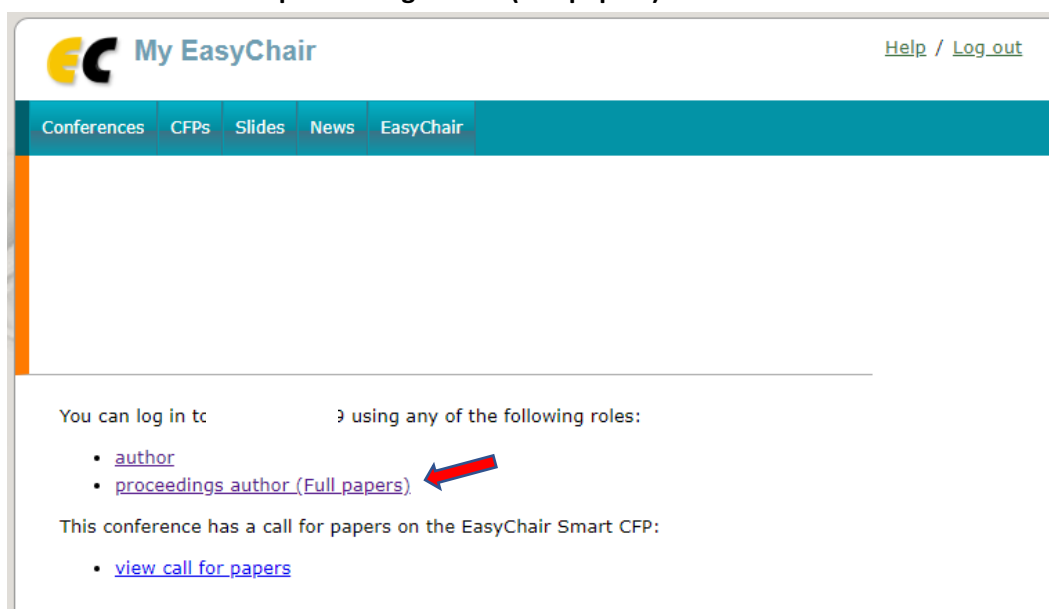 EC My EasyChair
Help / Log out
Conferences CFPs Slides News EasyChair
You can log in to 9 using any of the following roles:
author
proceedings author (Full papers)
This conference has a call for papers on the EasyChair Smart CFP:
view call for papers